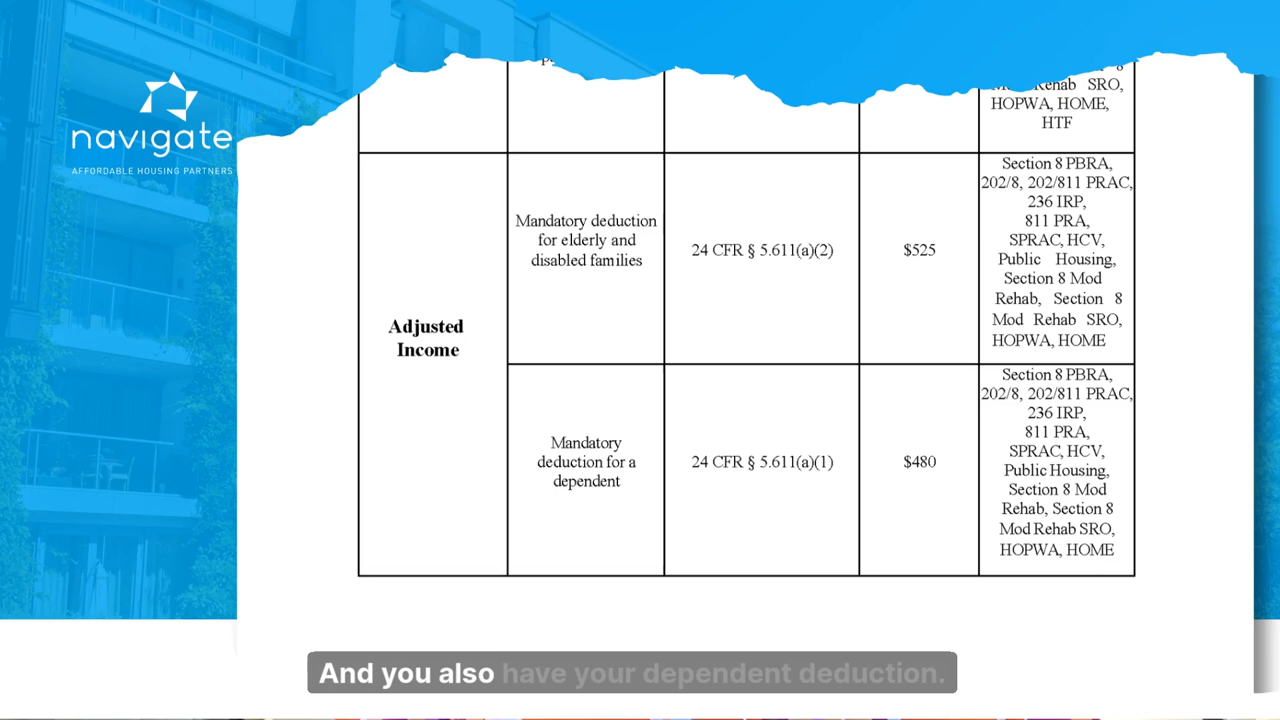 navigate
AFFORDABLE HOUSING PARTNERS
8
Mod Rehab SRO,
HOPWA, HOME,
HTF
Adjusted
Income
Mandatory deduction
for elderly and
disabled families
24 CFR § 5.611(a)(2)
$525
Section 8 PBRA,
202/8, 202/811 PRAC,
236 IRP,
811 PRA,
SPRAC, HCV,
Public Housing,
Section 8 Mod
Rehab, Section 8
Mod Rehab SRO,
HOPWA, HOME
Mandatory
deduction for a
dependent
24 CFR § 5.611(a)(1)
$480
Section 8 PBRA,
202/8, 202/811 PRAC,
236 IRP,
811 PRA,
SPRAC, HCV,
Public Housing,
Section 8 Mod
Rehab, Section 8
Mod Rehab SRO,
HOPWA, HOME
And you also have your dependent deduction.